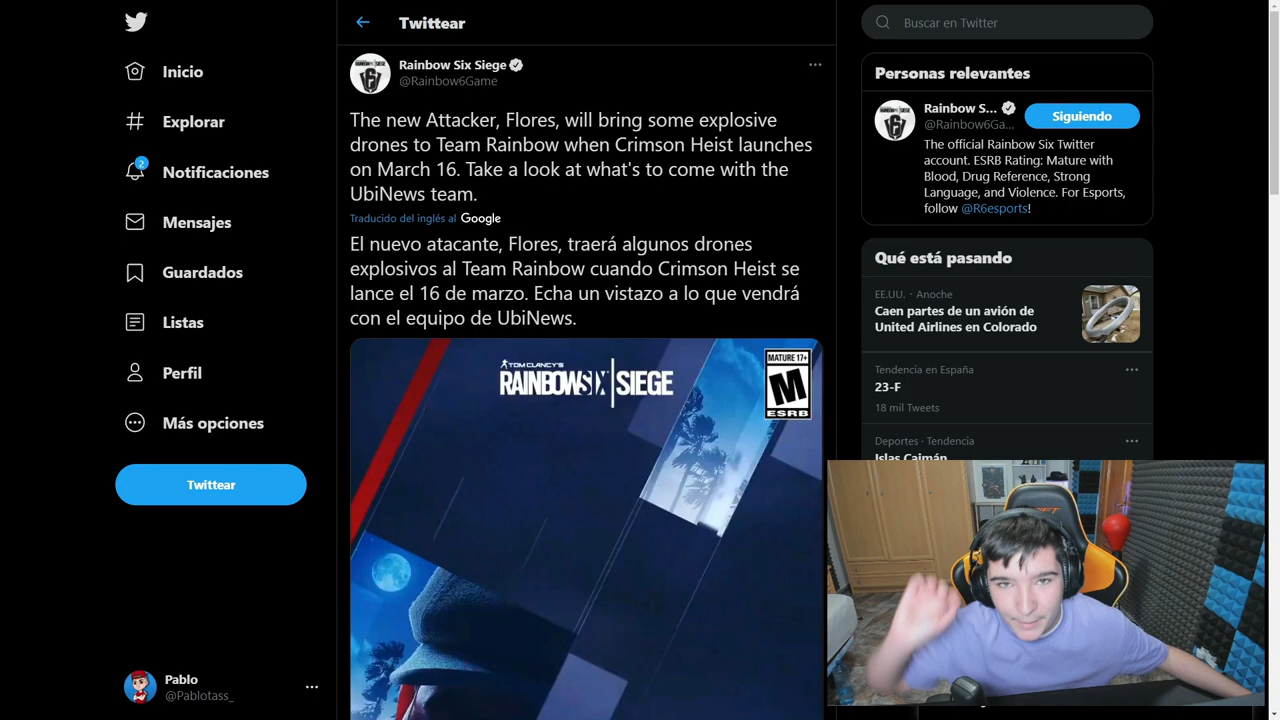 Inicio
Explorar
2
Notificaciones
Mensajes
Guardados
Listas
Perfil
Más opciones
Twittear
Pablo
@Pablotass_
Twittear
Rainbow Six Siege
@Rainbow6Game
The new Attacker, Flores, will bring some explosive
drones to Team Rainbow when Crimson Heist launches
on March 16. Take a look at what's to come with the
UbiNews team.
Traducido del inglés al Google
El nuevo atacante, Flores, traerá algunos drones
explosivos al Team Rainbow cuando Crimson Heist se
lance el 16 de marzo. Echa un vistazo a lo que vendrá
con el equipo de UbiNews.
TOM CLANCY'S
RAINBOWSIX|SIEGE
MATURE 17+
M
ESRB
Buscar en Twitter
Personas relevantes
Rainbow S...
@Rainbow6Ga...
Siguiendo
The official Rainbow Six Twitter
account. ESRB Rating: Mature with
Blood, Drug Reference, Strong
Language, and Violence. For Esports,
follow @R6esports!
Qué está pasando
EE.UU. · Anoche
Caen partes de un avión de
United Airlines en Colorado
Tendencia en España
23-F
18 mil Tweets
Deportes · Tendencia
Islas Caimán